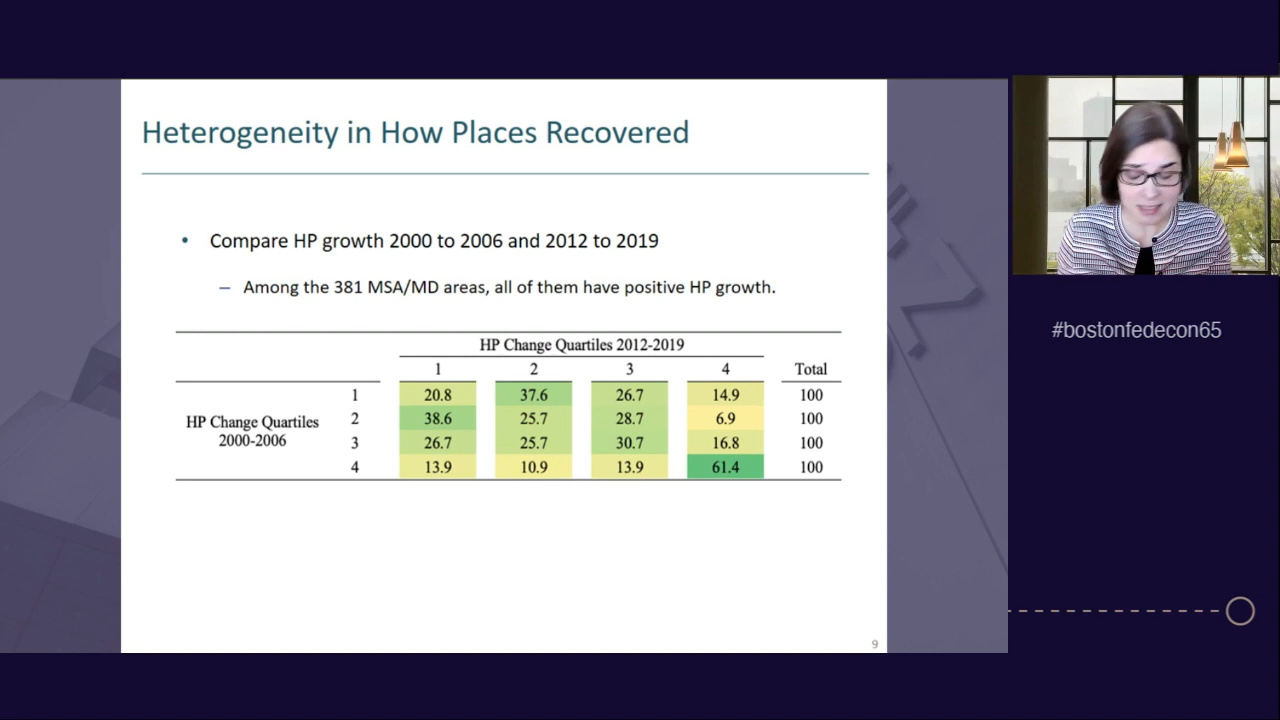 Heterogeneity in How Places Recovered
• Compare HP growth 2000 to 2006 and 2012 to 2019
– Among the 381 MSA/MD areas, all of them have positive HP growth.
HP Change Quartiles 2012-2019
1 2 3 4 Total
1 20.8 37.6 26.7 14.9 100
HP Change Quartiles
2000-2006
2 38.6 25.7 28.7 6.9 100
3 26.7 25.7 30.7 16.8 100
4 13.9 10.9 13.9 61.4 100
9
#bostonfedecon65